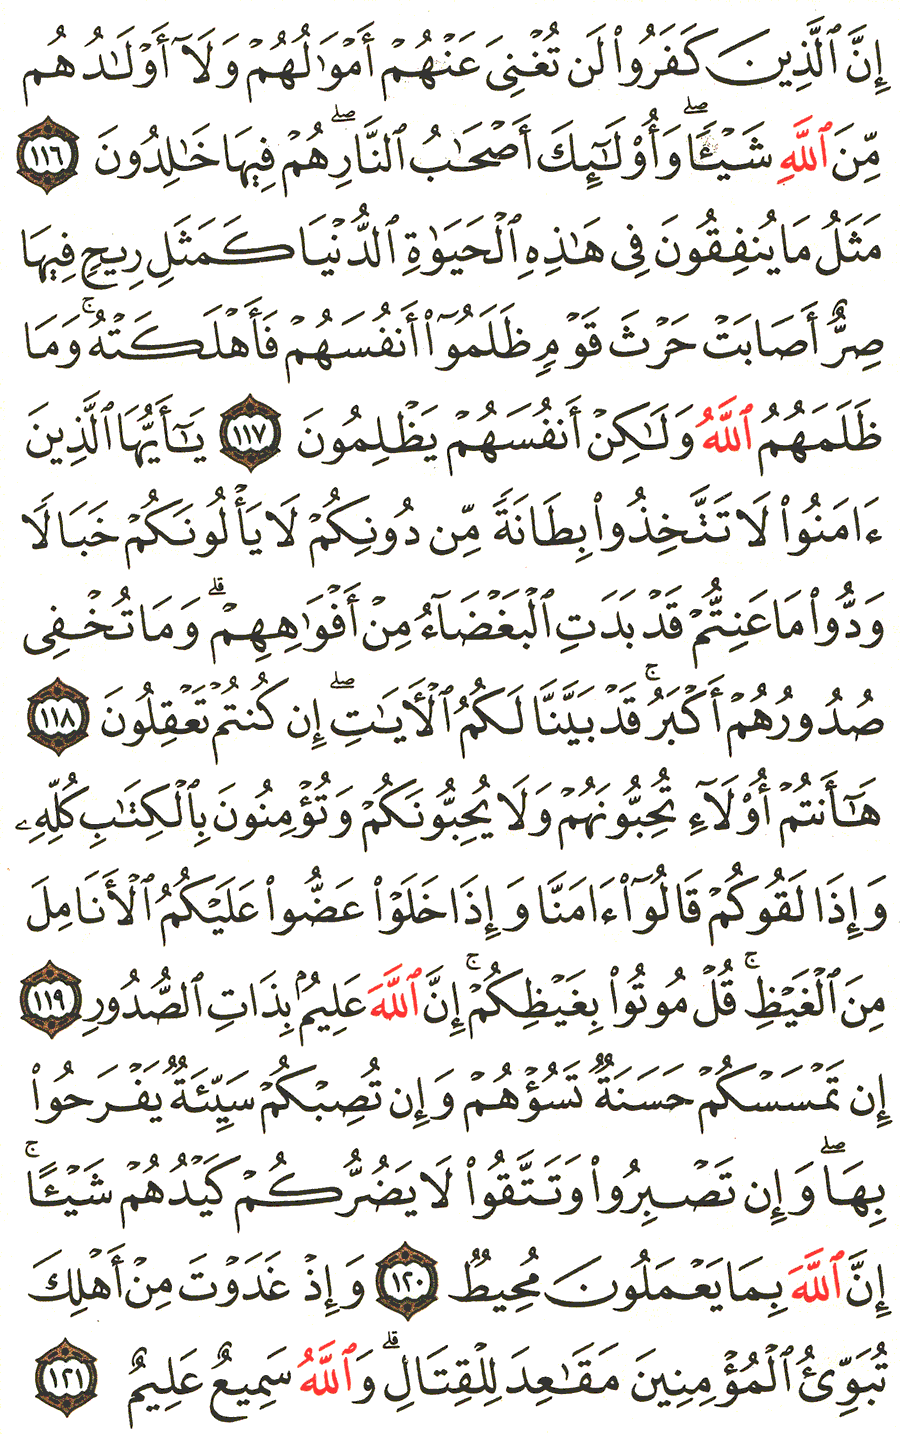 إِنَّ ٱلَّذِينَ كَفَرُوا۟ لَن تُغْنِىَ عَنْهُمْ أَمْوَٰلُهُمْ وَلَآ أَوْلَـٰدُهُم
مِّنَ ٱللَّهِ شَيْـًٔا ۖ وَأُو۟لَـٰٓئِكَ أَصْحَـٰبُ ٱلنَّارِ ۖ هُمْ فِيهَا خَـٰلِدُونَ ١١٦
مَثَلُ مَا يُنفِقُونَ فِى هَـٰذِهِ ٱلْحَيَوٰةِ ٱلدُّنْيَا كَمَثَلِ رِيحٍ فِيهَا
صِرٌّ أَصَابَتْ حَرْثَ قَوْمٍ ظَلَمُوٓا۟ أَنفُسَهُمْ فَأَهْلَكَتْهُ ۚ وَمَا
ظَلَمَهُمُ ٱللَّهُ وَلَـٰكِنْ أَنفُسَهُمْ يَظْلِمُونَ ١١٧ يَـٰٓأَيُّهَا ٱلَّذِينَ
ءَامَنُوا۟ لَا تَتَّخِذُوا۟ بِطَانَةً مِّن دُونِكُمْ لَا يَأْلُونَكُمْ خَبَالًا
وَدُّوا۟ مَا عَنِتُّمْ قَدْ بَدَتِ ٱلْبَغْضَآءُ مِنْ أَفْوَٰهِهِمْ ۗ وَمَا تُخْفِى
صُدُورُهُمْ أَكْبَرُ ۚ قَدْ بَيَّنَّا لَكُمُ ٱلْـَٔايَـٰتِ ۖ إِن كُنتُمْ تَعْقِلُونَ ١١٨
هَـٰٓأَنتُمْ أُو۟لَآءِ تُحِبُّونَهُمْ وَلَا يُحِبُّونَكُمْ وَتُؤْمِنُونَ بِٱلْكِتَـٰبِ كُلِّهِۦ
وَإِذَا لَقُوكُمْ قَالُوٓا۟ ءَامَنَّا وَإِذَا خَلَوْا۟ عَضُّوا۟ عَلَيْكُمُ ٱلْأَنَامِلَ
مِنَ ٱلْغَيْظِ ۚ قُلْ مُوتُوا۟ بِغَيْظِكُمْ ۗ إِنَّ ٱللَّهَ عَلِيمٌۢ بِذَاتِ ٱلصُّدُورِ ١١٩
إِن تَمْسَسْكُمْ حَسَنَةٌ تَسُؤْهُمْ وَإِن تُصِبْكُمْ سَيِّئَةٌ يَفْرَحُوا۟
بِهَا ۖ وَإِن تَصْبِرُوا۟ وَتَتَّقُوا۟ لَا يَضُرُّكُمْ كَيْدُهُمْ شَيْـًٔا ۗ
إِنَّ ٱللَّهَ بِمَا يَعْمَلُونَ مُحِيطٌ ١٢٠ وَإِذْ غَدَوْتَ مِنْ أَهْلِكَ
تُبَوِّئُ ٱلْمُؤْمِنِينَ مَقَـٰعِدَ لِلْقِتَالِ ۗ وَٱللَّهُ سَمِيعٌ عَلِيمٌ ١٢١